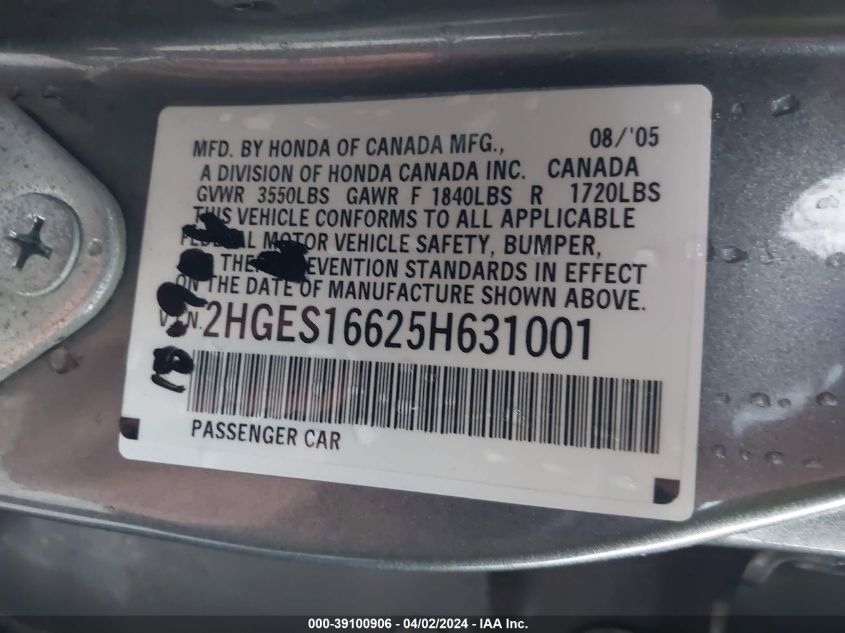 MFD. BY HONDA OF CANADA MFG., 08/'05
A DIVISION OF HONDA CANADA INC. CANADA
GVWR 3550LBS GAWR F 1840LBS R 1720LBS
THIS VEHICLE CONFORMS TO ALL APPLICABLE
MOTOR VEHICLE SAFETY, BUMPER,
STANDARDS IN EFFECT
ON THE DATE OF MANUFACTURE SHOWN ABOVE.
2HGES16625H631001
PASSENGER CAR
000-39100906 - 04/02/2024 - IAA Inc.